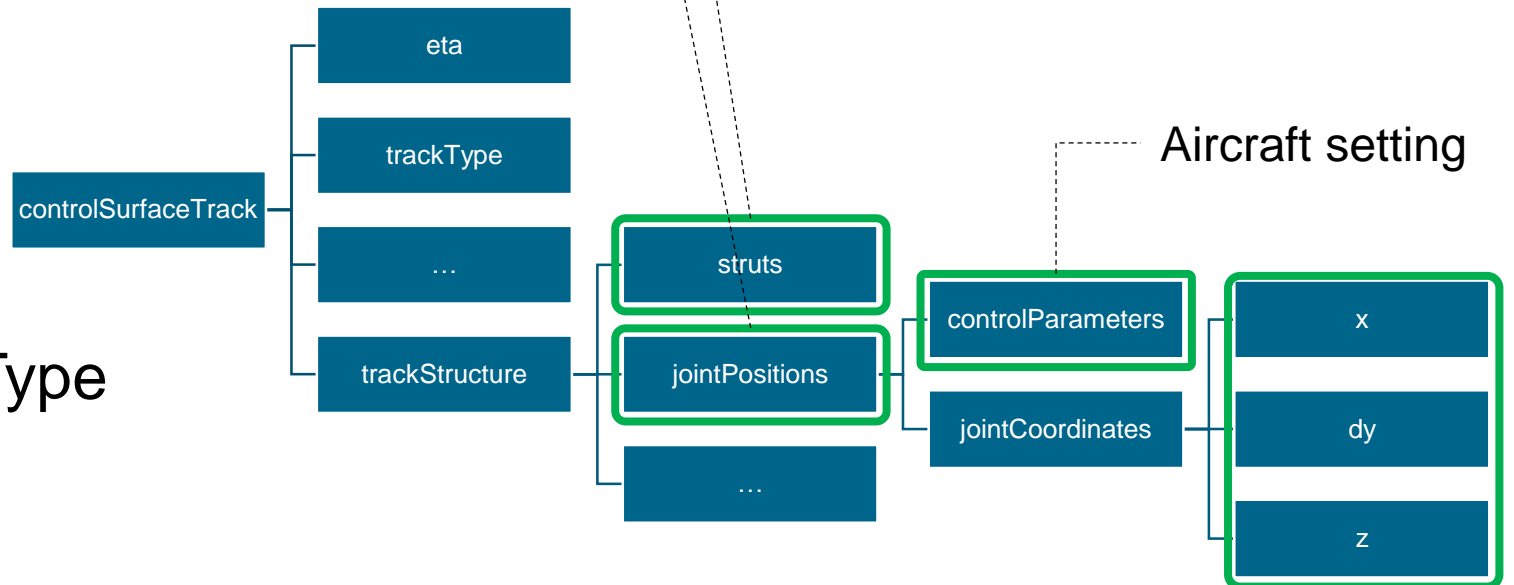 eta
Aircraft setting
trackType
controlSurfaceTrack
…
struts
controlParameters
x
Type
trackStructure
jointPositions
jointCoordinates
dy
…
z